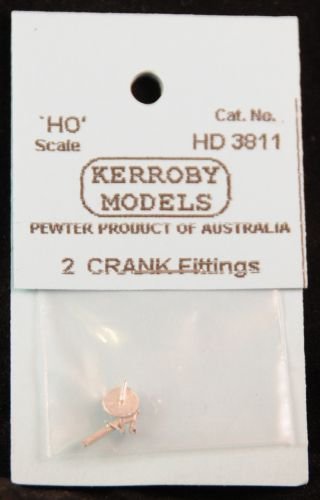 'HO'
Scale
Cat. No.
HD 3811
KERROBY
MODELS
PEWTER PRODUCT OF AUSTRALIA
2 CRANK Fittings